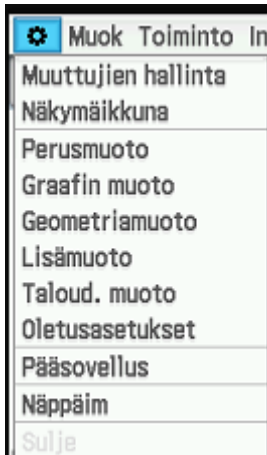 Muok Toiminto In
Muuttujien hallinta
Näkymäikkuna
Perusmuoto
Graafin muoto
Geometriamuoto
Lisämuoto
Taloud. muoto
Oletusasetukset
Pääsovellus
Näppäim
Sulje